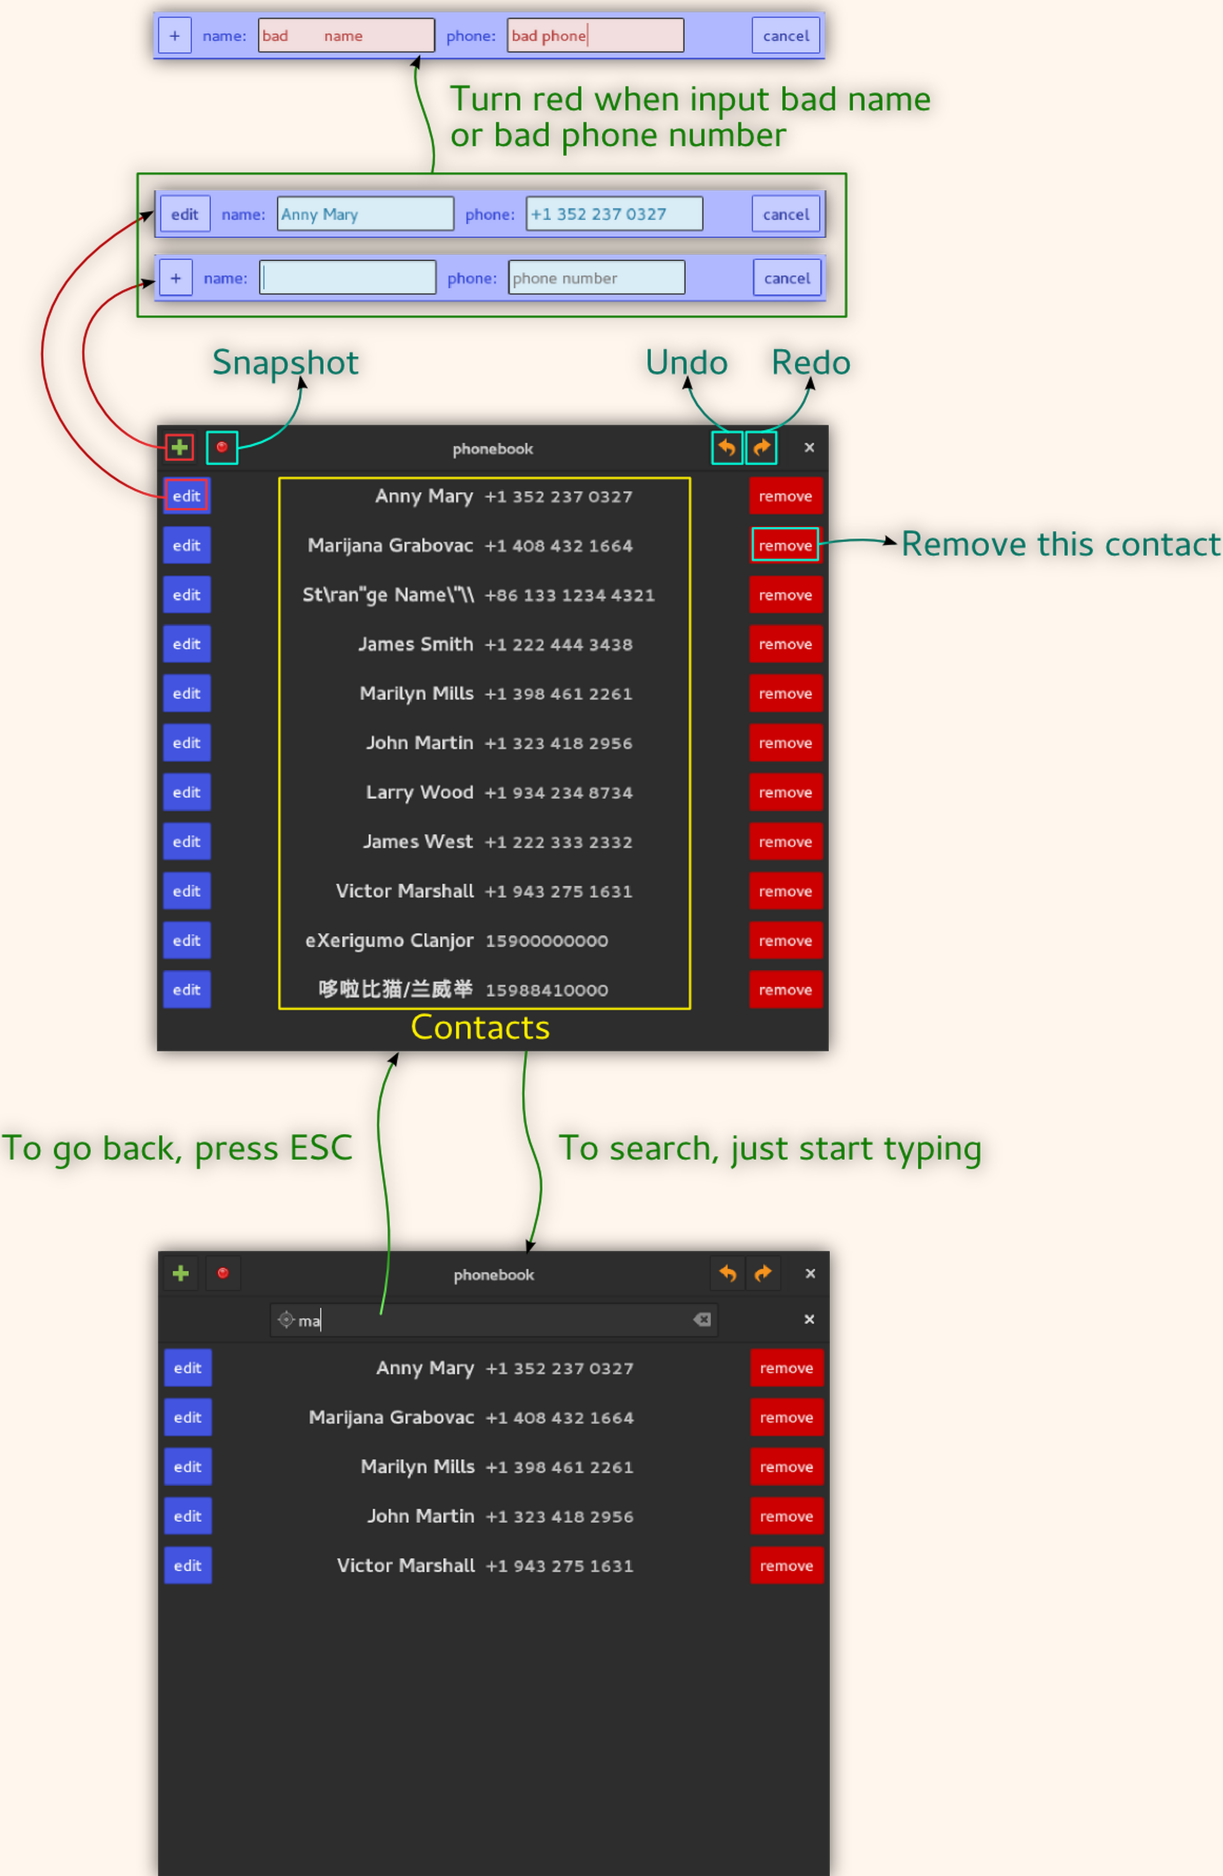 + name: bad name phone: bad phone cancel
Turn red when input bad name
or bad phone number
edit name: Anny Mary phone: +1 352 237 0327 cancel
+ name: phone: phone number cancel
Snapshot Undo Redo
phonebook ×
edit Anny Mary +1 352 237 0327 remove
edit Marijana Grabovac +1 408 432 1664 remove
Remove this contact
edit St\ran"ge Name\"\\ +86 133 1234 4321 remove
edit James Smith +1 222 444 3438 remove
edit Marilyn Mills +1 398 461 2261 remove
edit John Martin +1 323 418 2956 remove
edit Larry Wood +1 934 234 8734 remove
edit James West +1 222 333 2332 remove
edit Victor Marshall +1 943 275 1631 remove
edit eXerigumo Clanjor 15900000000 remove
edit 哆啦比猫/兰威举 15988410000 remove
Contacts
To go back, press ESC To search, just start typing
phonebook ×
ma ×
edit Anny Mary +1 352 237 0327 remove
edit Marijana Grabovac +1 408 432 1664 remove
edit Marilyn Mills +1 398 461 2261 remove
edit John Martin +1 323 418 2956 remove
edit Victor Marshall +1 943 275 1631 remove